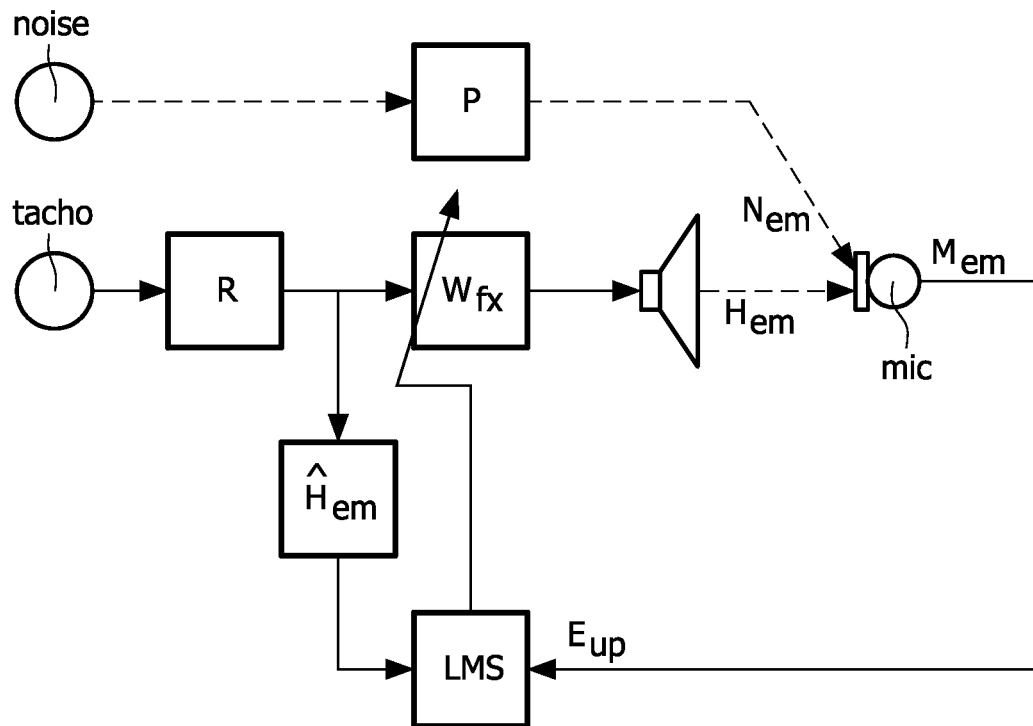 noise
P
tacho
R
W_fx
N_em
H_em
M_em
mic
Ĥ_em
LMS
E_up